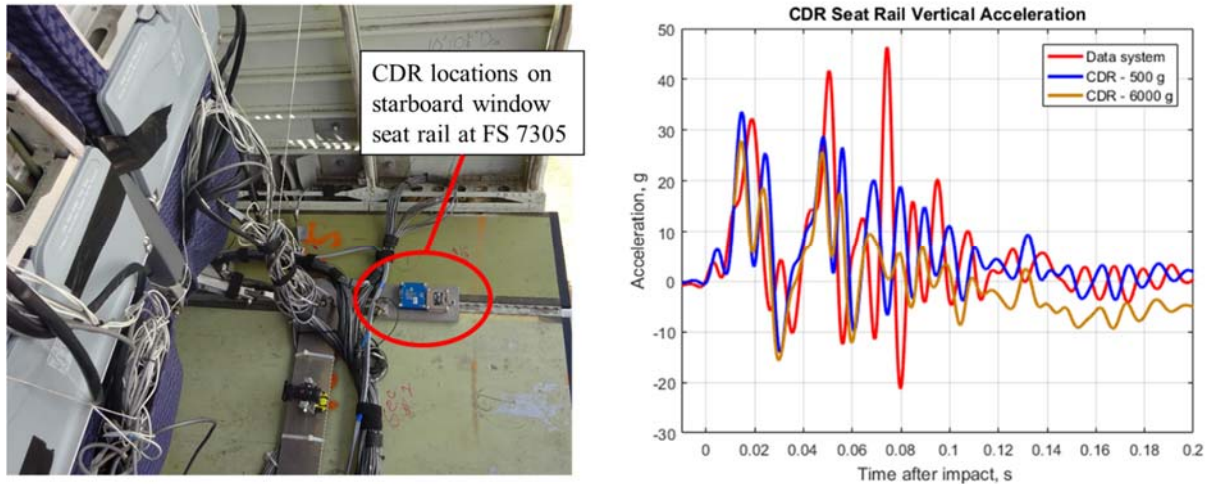 CDR locations on
starboard window
seat rail at FS 7305
CDR Seat Rail Vertical Acceleration
Data system
CDR - 500 g
CDR - 6000 g
Acceleration, g
50
40
30
20
10
0
-10
-20
-30
0 0.02 0.04 0.06 0.08 0.1 0.12 0.14 0.16 0.18 0.2
Time after impact, s